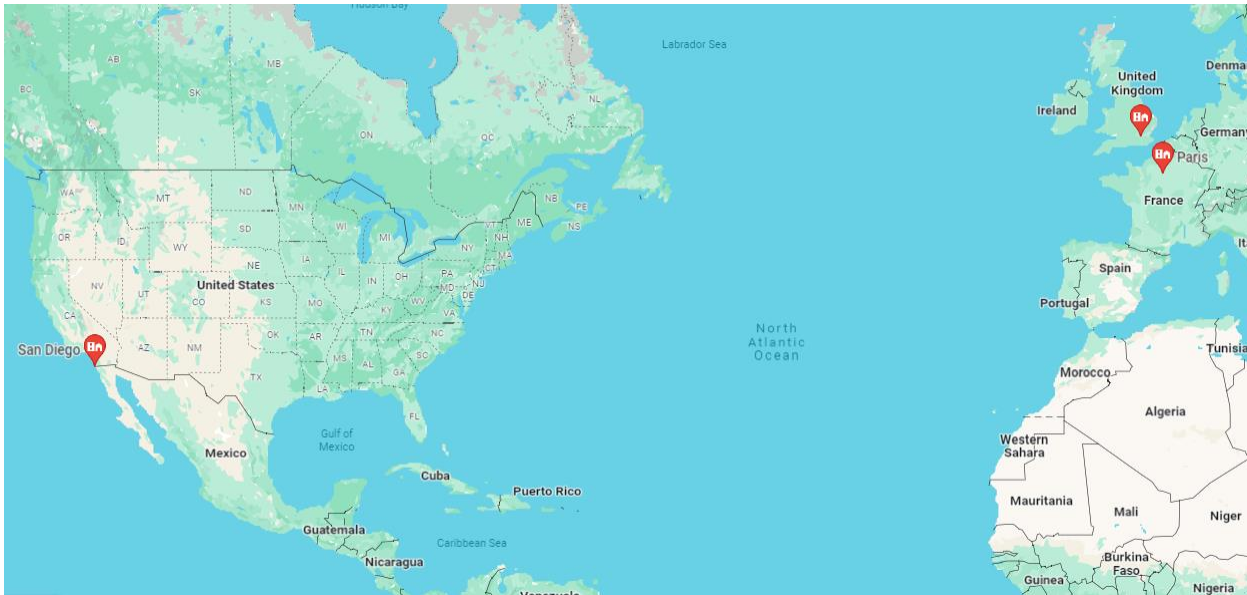 Hudson Bay
Labrador Sea
AB
MB
BC
SK
NL
ON
QC
United
Kingdom
Ireland
Denma
Germany
Paris
France
It
Spain
Portugal
Tunisia
Morocco
Algeria
Western
Sahara
Mauritania
Mali
Niger
Burkina
Faso
Guinea
Nigeria
North
Atlantic
Ocean
WA
MT
ND
MN
OR
ID
SD
WI
MI
WY
NE
IA
NB
PE
NS
ME
VT
NH
NY
MA
CT
PA
NJ
MD
DE
OH
IN
IL
United States
NV
UT
CO
KS
MO
WV
VA
KY
CA
San Diego
AZ
NM
OK
AR
TN
NC
SC
MS
AL
GA
TX
LA
FL
Gulf of
Mexico
Mexico
Cuba
Puerto Rico
Guatemala
Caribbean Sea
Nicaragua
Venezuela